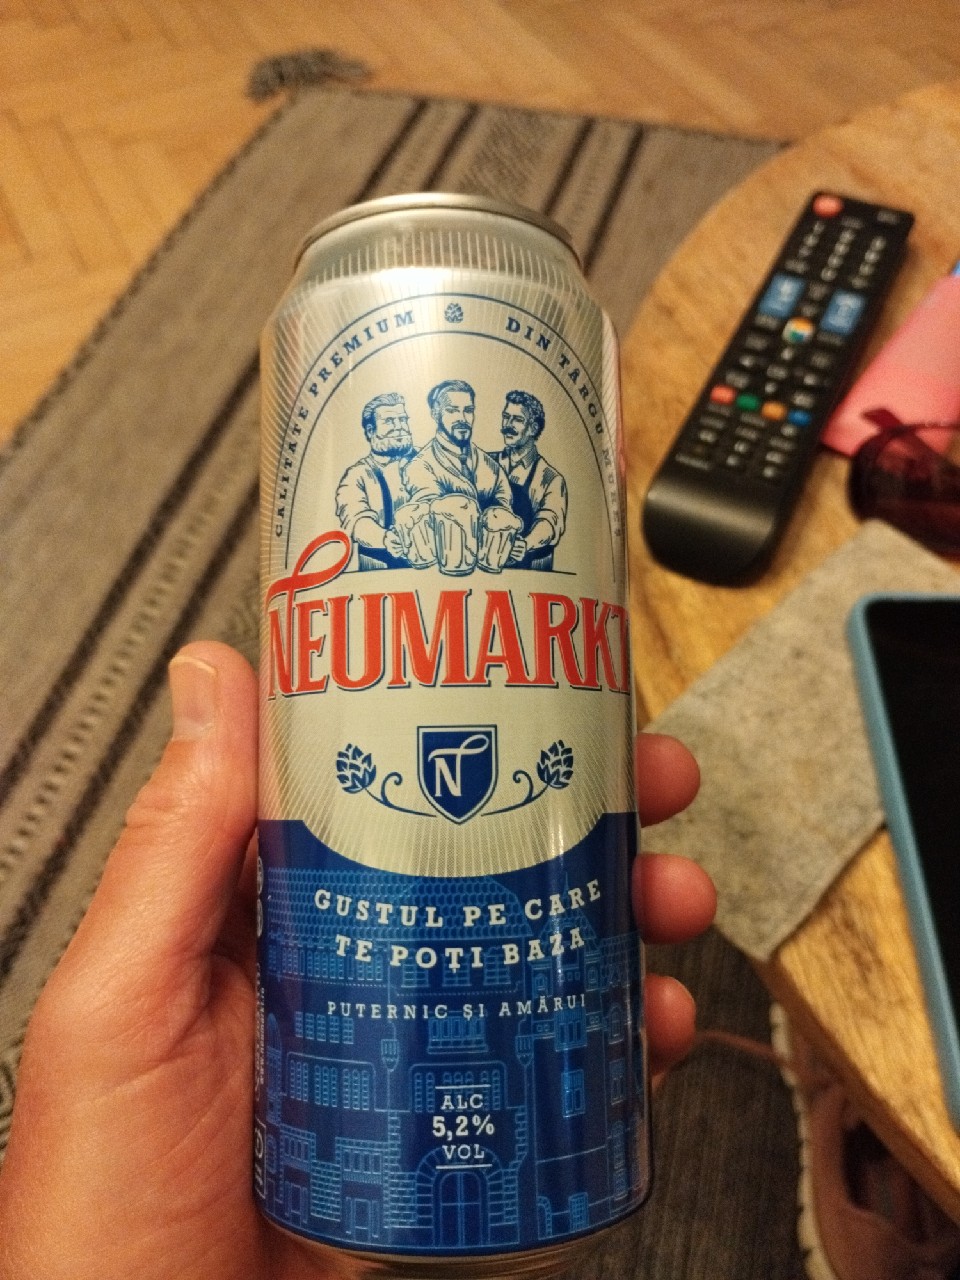 CALITATE PREMIUM DIN TÂRGU MUREȘ
NEUMARKT
N
GUSTUL PE CARE
TE POȚI BAZA
PUTERNIC ȘI AMĂRUI
ALC
5,2%
VOL